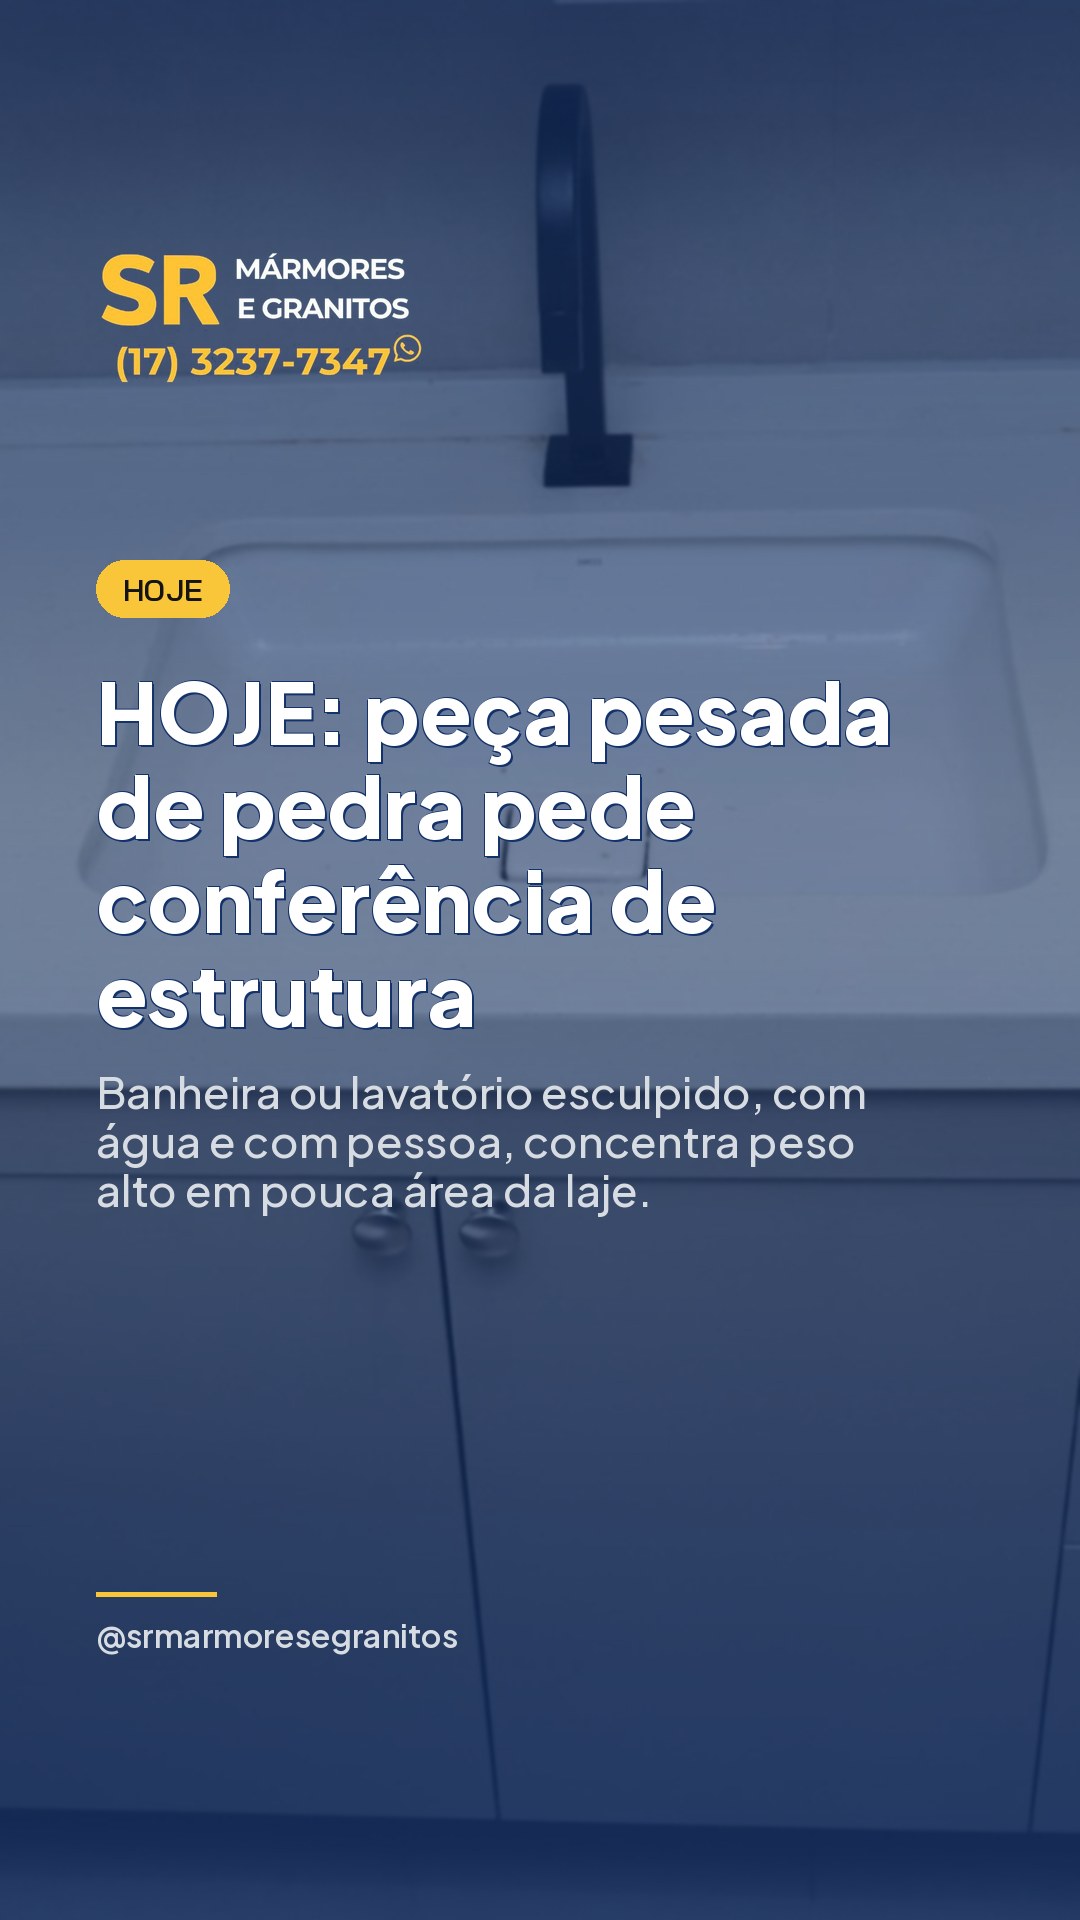 SR MÁRMORES
E GRANITOS
(17) 3237-7347
HOJE
HOJE: peça pesada
de pedra pede
conferência de
estrutura
Banheira ou lavatório esculpido, com
água e com pessoa, concentra peso
alto em pouca área da laje.
@srmarmoresegranitos